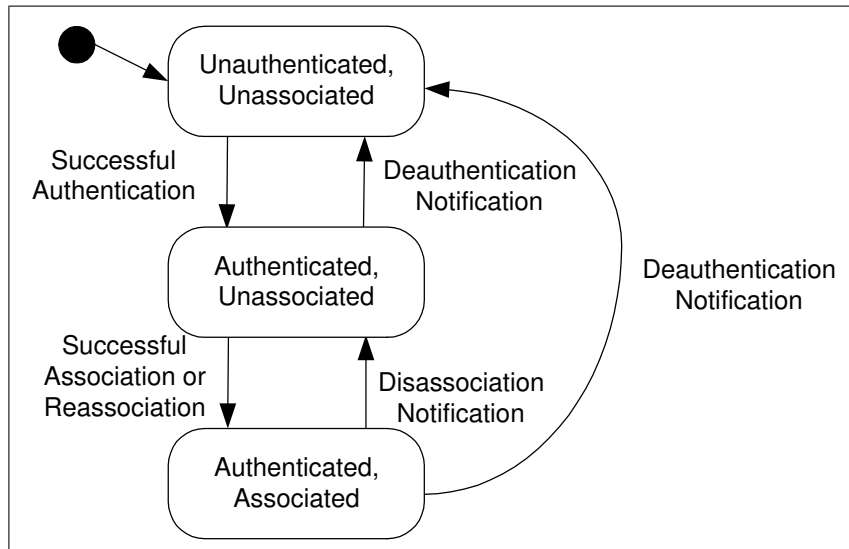 Unauthenticated,
Unassociated
Successful
Authentication
Deauthentication
Notification
Authenticated,
Unassociated
Deauthentication
Notification
Successful
Association or
Reassociation
Disassociation
Notification
Authenticated,
Associated